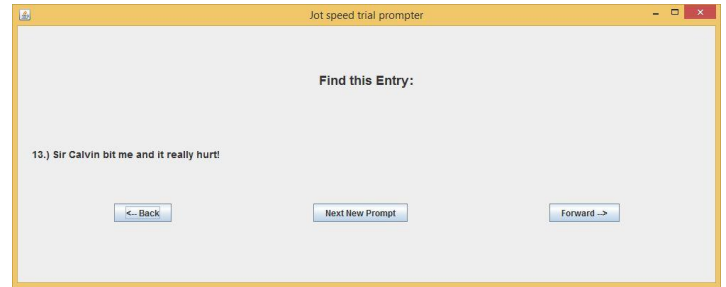 Jot speed trial prompter
Find this Entry:
13.) Sir Calvin bit me and it really hurt!
<-- Back
Next New Prompt
Forward -->